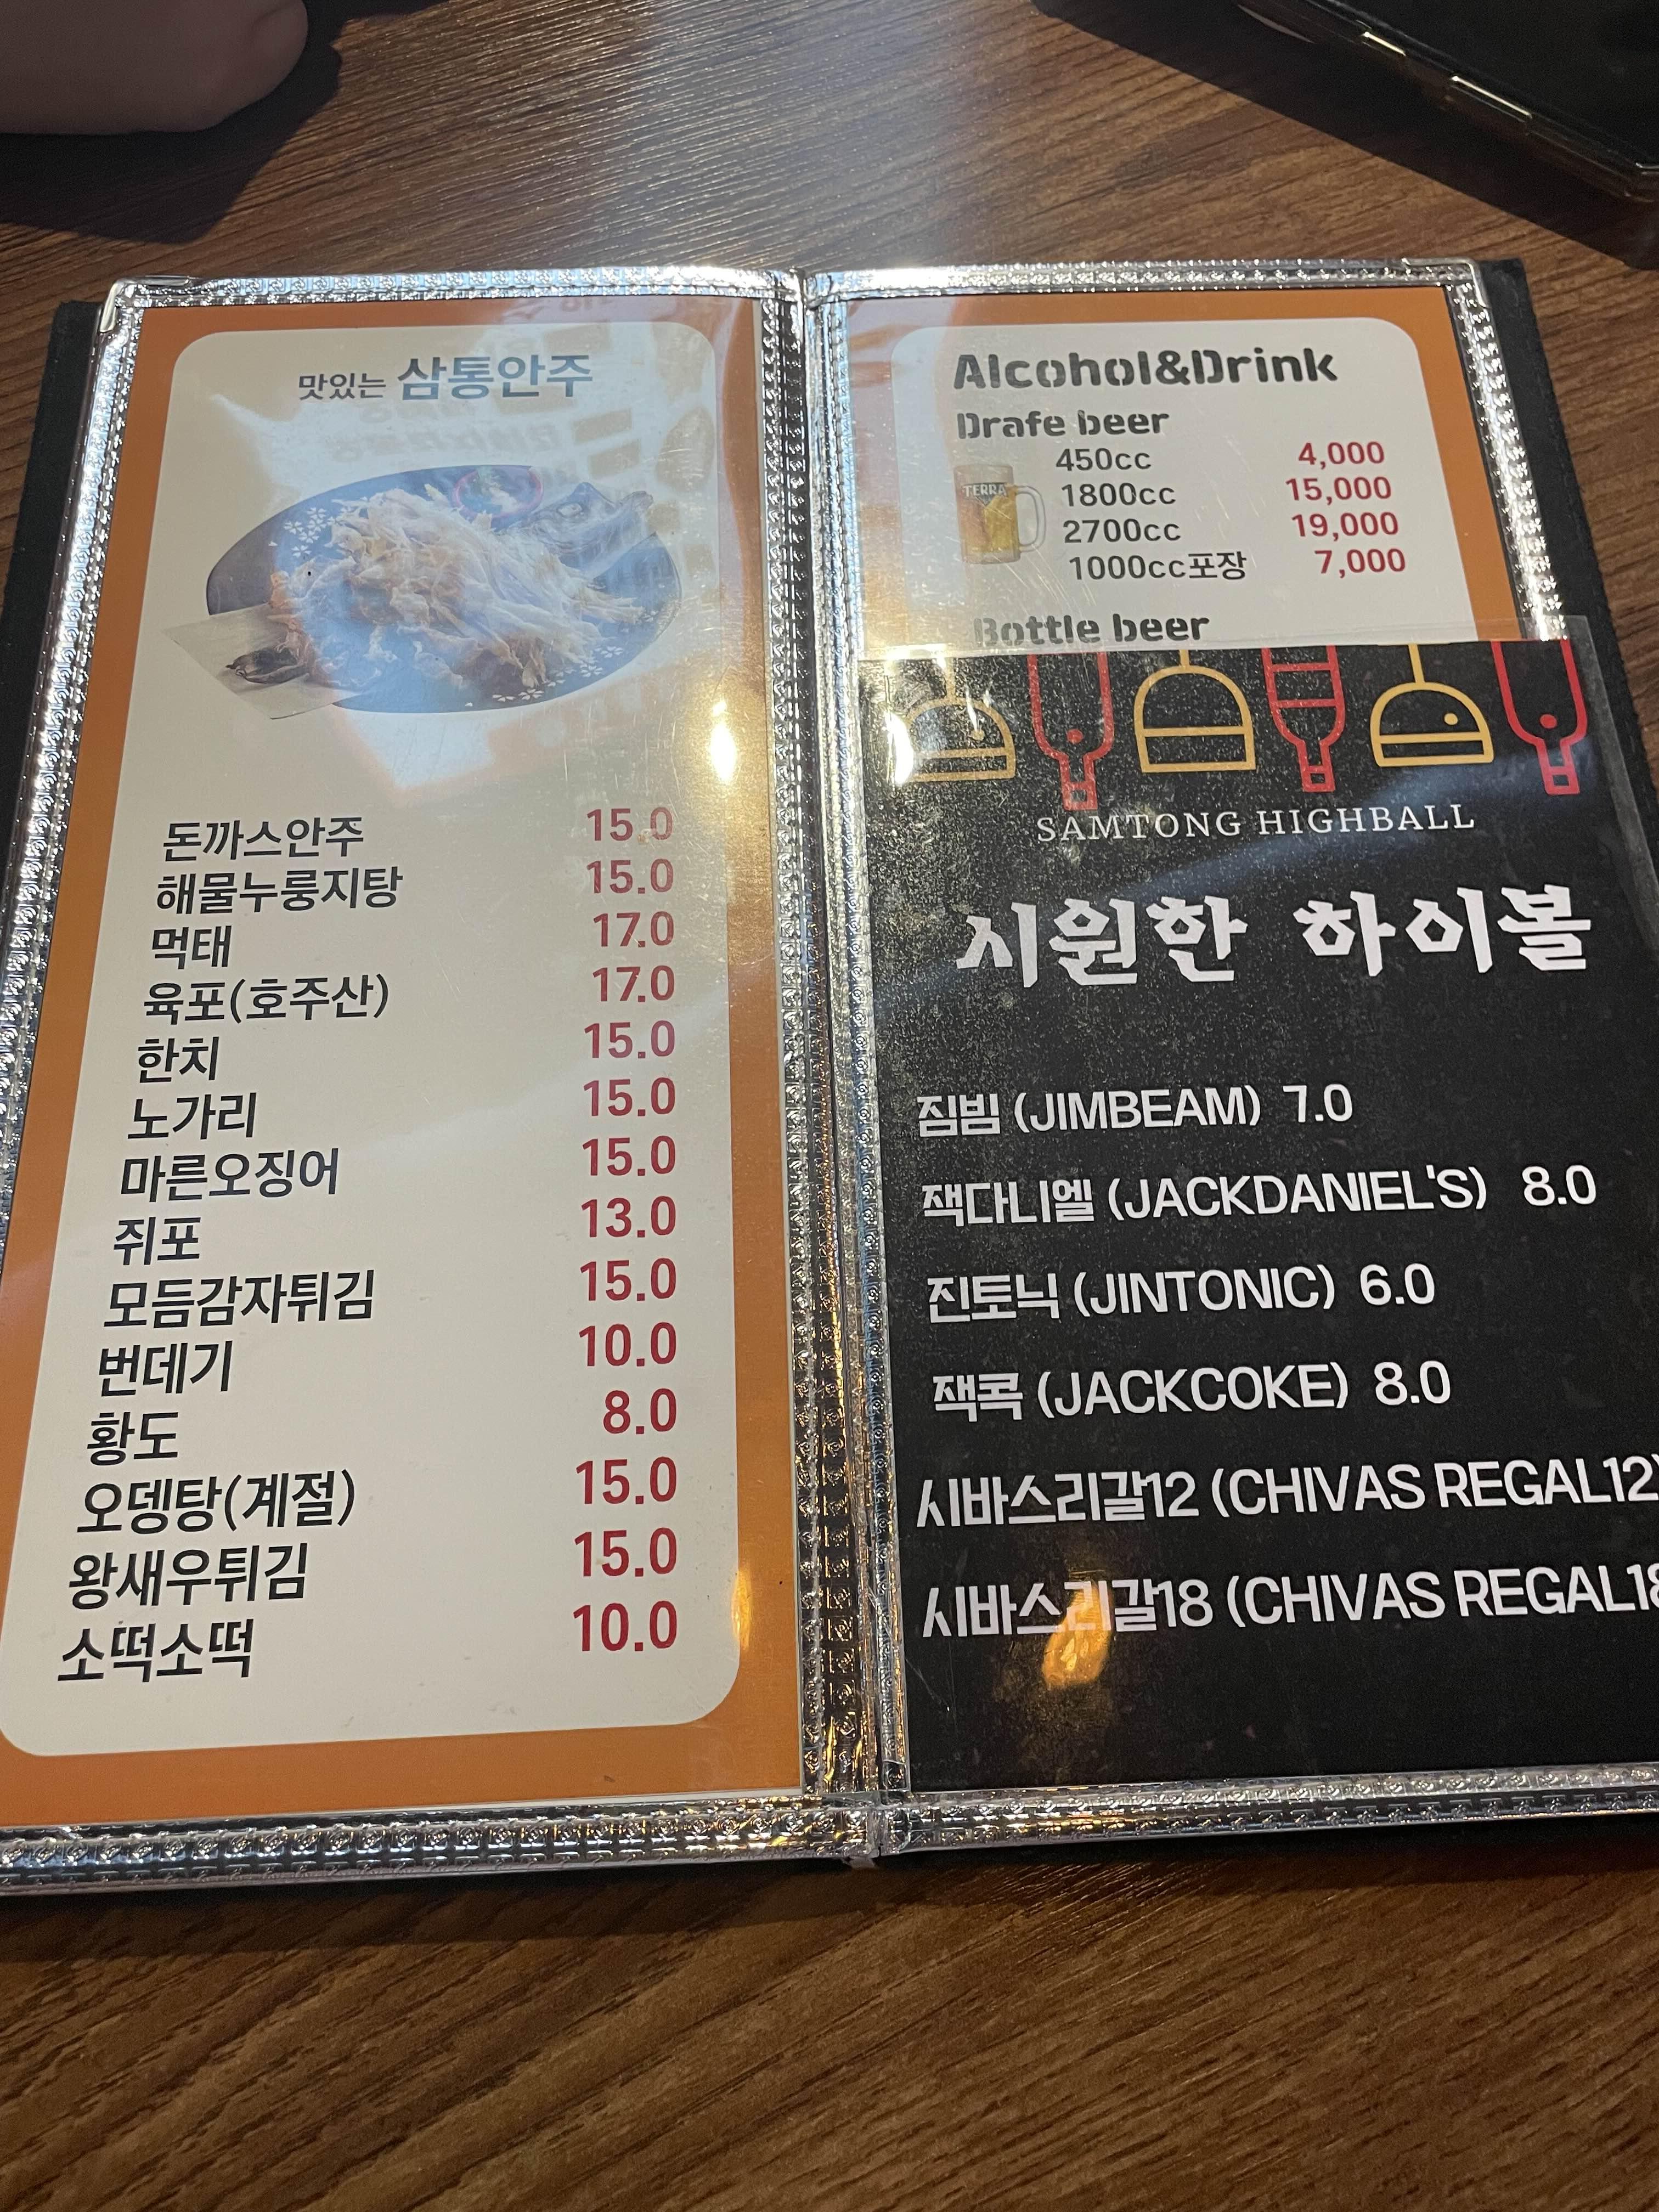 맛있는 삼통안주
돈까스안주 15.0
해물누룽지탕 15.0
먹태 17.0
육포(호주산) 17.0
한치 15.0
노가리 15.0
마른오징어 15.0
쥐포 13.0
모듬감자튀김 15.0
번데기 10.0
황도 8.0
오뎅탕(계절) 15.0
왕새우튀김 15.0
소떡소떡 10.0
Alcohol&Drink
Drafe beer
TERRA
450cc 4,000
1800cc 15,000
2700cc 19,000
1000cc포장 7,000
Bottle beer
SAMTONG HIGHBALL
시원한 하이볼
짐빔 (JIMBEAM) 7.0
잭다니엘 (JACKDANIEL'S) 8.0
진토닉 (JINTONIC) 6.0
잭콕 (JACKCOKE) 8.0
시바스리갈12 (CHIVAS REGAL12)
시바스리갈18 (CHIVAS REGAL18